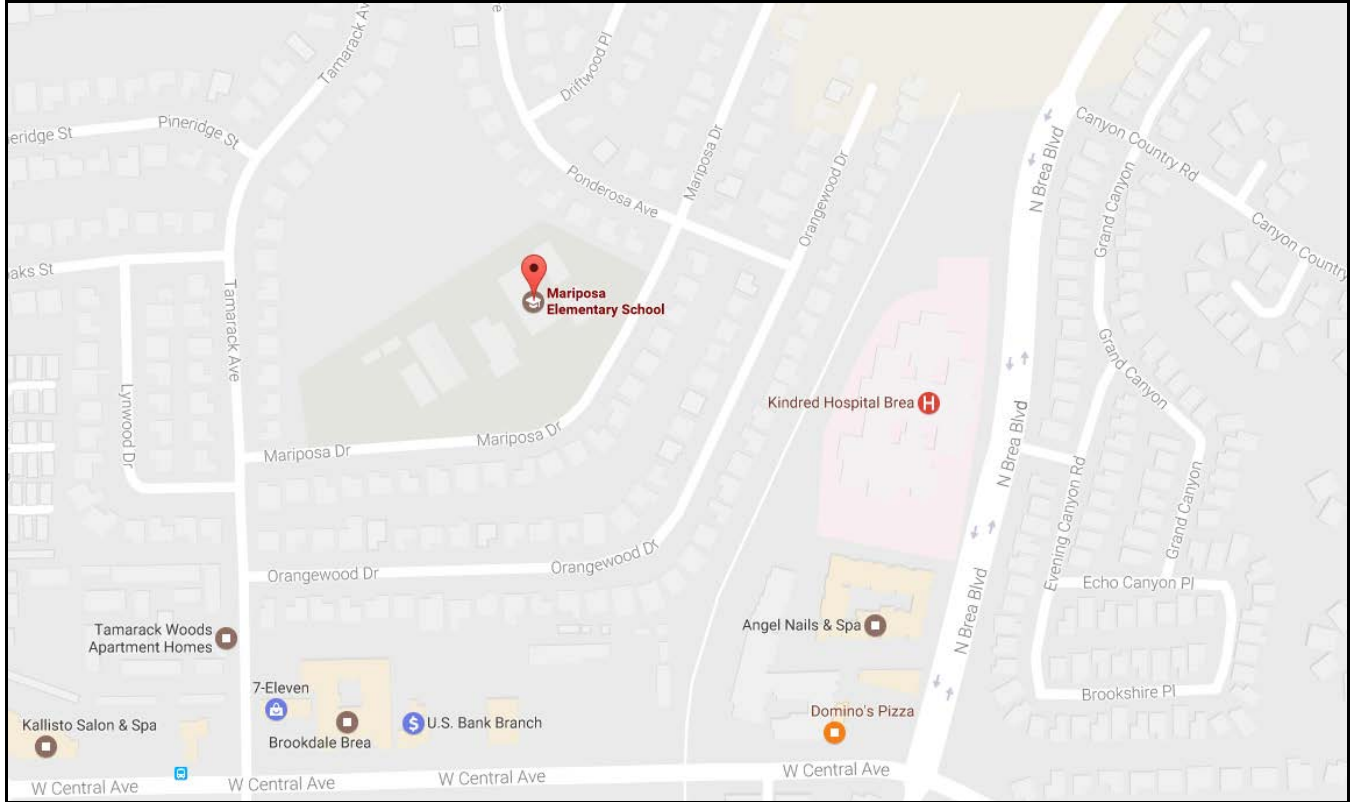 Tamarack Av
e
Driftwood Pl
eridge St
Pineridge St
Mariposa Dr
Ponderosa Ave
Orangewood Dr
N Brea Blvd
Canyon Country Rd
Grand Canyon
Canyon Country
aks St
Tamarack Ave
Mariposa
Elementary School
Grand Canyon
Lynwood Dr
Kindred Hospital Brea
H
N Brea Blvd
Mariposa Dr
Mariposa Dr
Evening Canyon Rd
Grand Canyon
Orangewood Dr
Orangewood Dr
Echo Canyon Pl
N Brea Blvd
Angel Nails & Spa
Tamarack Woods
Apartment Homes
7-Eleven
Brookshire Pl
Kallisto Salon & Spa
$
U.S. Bank Branch
Brookdale Brea
Domino's Pizza
W Central Ave
W Central Ave
W Central Ave
W Central Ave